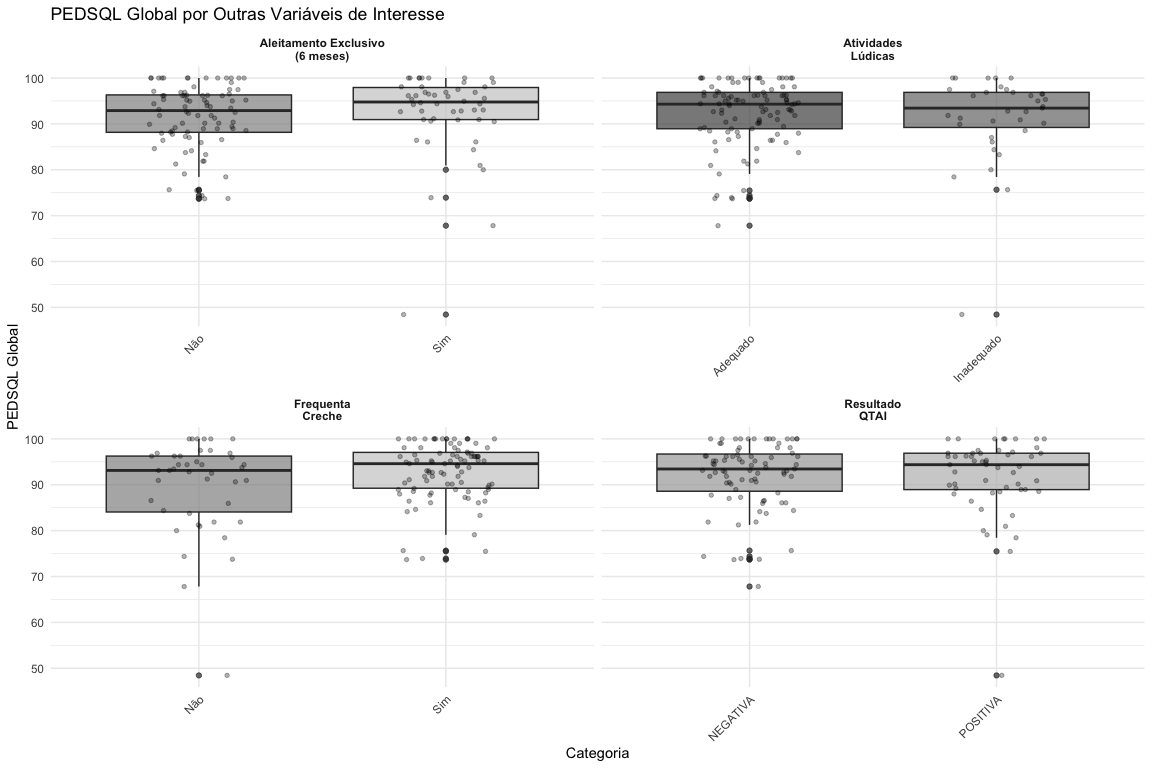 PEDSQL Global por Outras Variáveis de Interesse
Aleitamento Exclusivo
(6 meses)
Atividades
Lúdicas
100
90
80
70
60
50
Não
Sim
Adequado
Inadequado
PEDSQL Global
Frequenta
Creche
Resultado
QTAI
100
90
80
70
60
50
Não
Sim
NEGATIVA
POSITIVA
Categoria